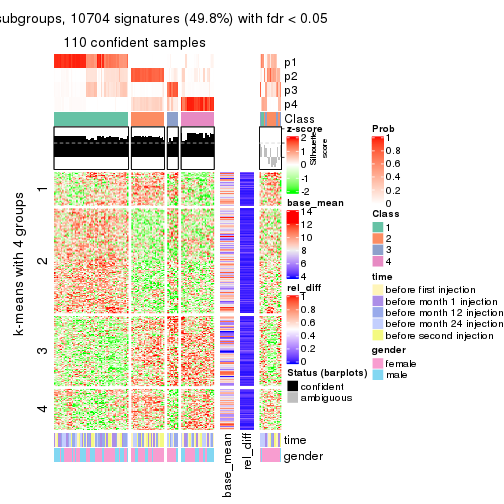 subgroups, 10704 signatures (49.8%) with fdr < 0.05
110 confident samples
p1
p2
p3
p4
Class
z-score
2
1
0
-1
-2
Silhouette
score
base_mean
14
12
10
8
6
4
rel_diff
1
0.8
0.6
0.4
0.2
0
Status (barplots)
confident
ambiguous
Prob
1
0.8
0.6
0.4
0.2
0
Class
1
2
3
4
time
before first injection
before month 1 injection
before month 12 injection
before month 24 injection
before second injection
gender
female
male
k-means with 4 groups
1
2
3
4
time
gender
base_mean
rel_diff